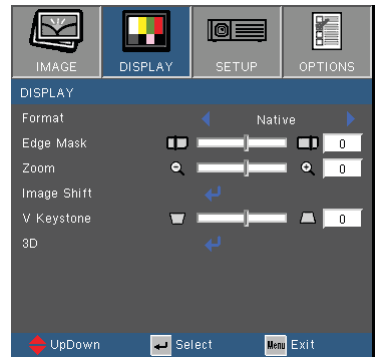 IMAGE DISPLAY SETUP OPTIONS
DISPLAY
Format Native
Edge Mask 0
Zoom 0
Image Shift
V Keystone 0
3D
UpDown Select Menu Exit